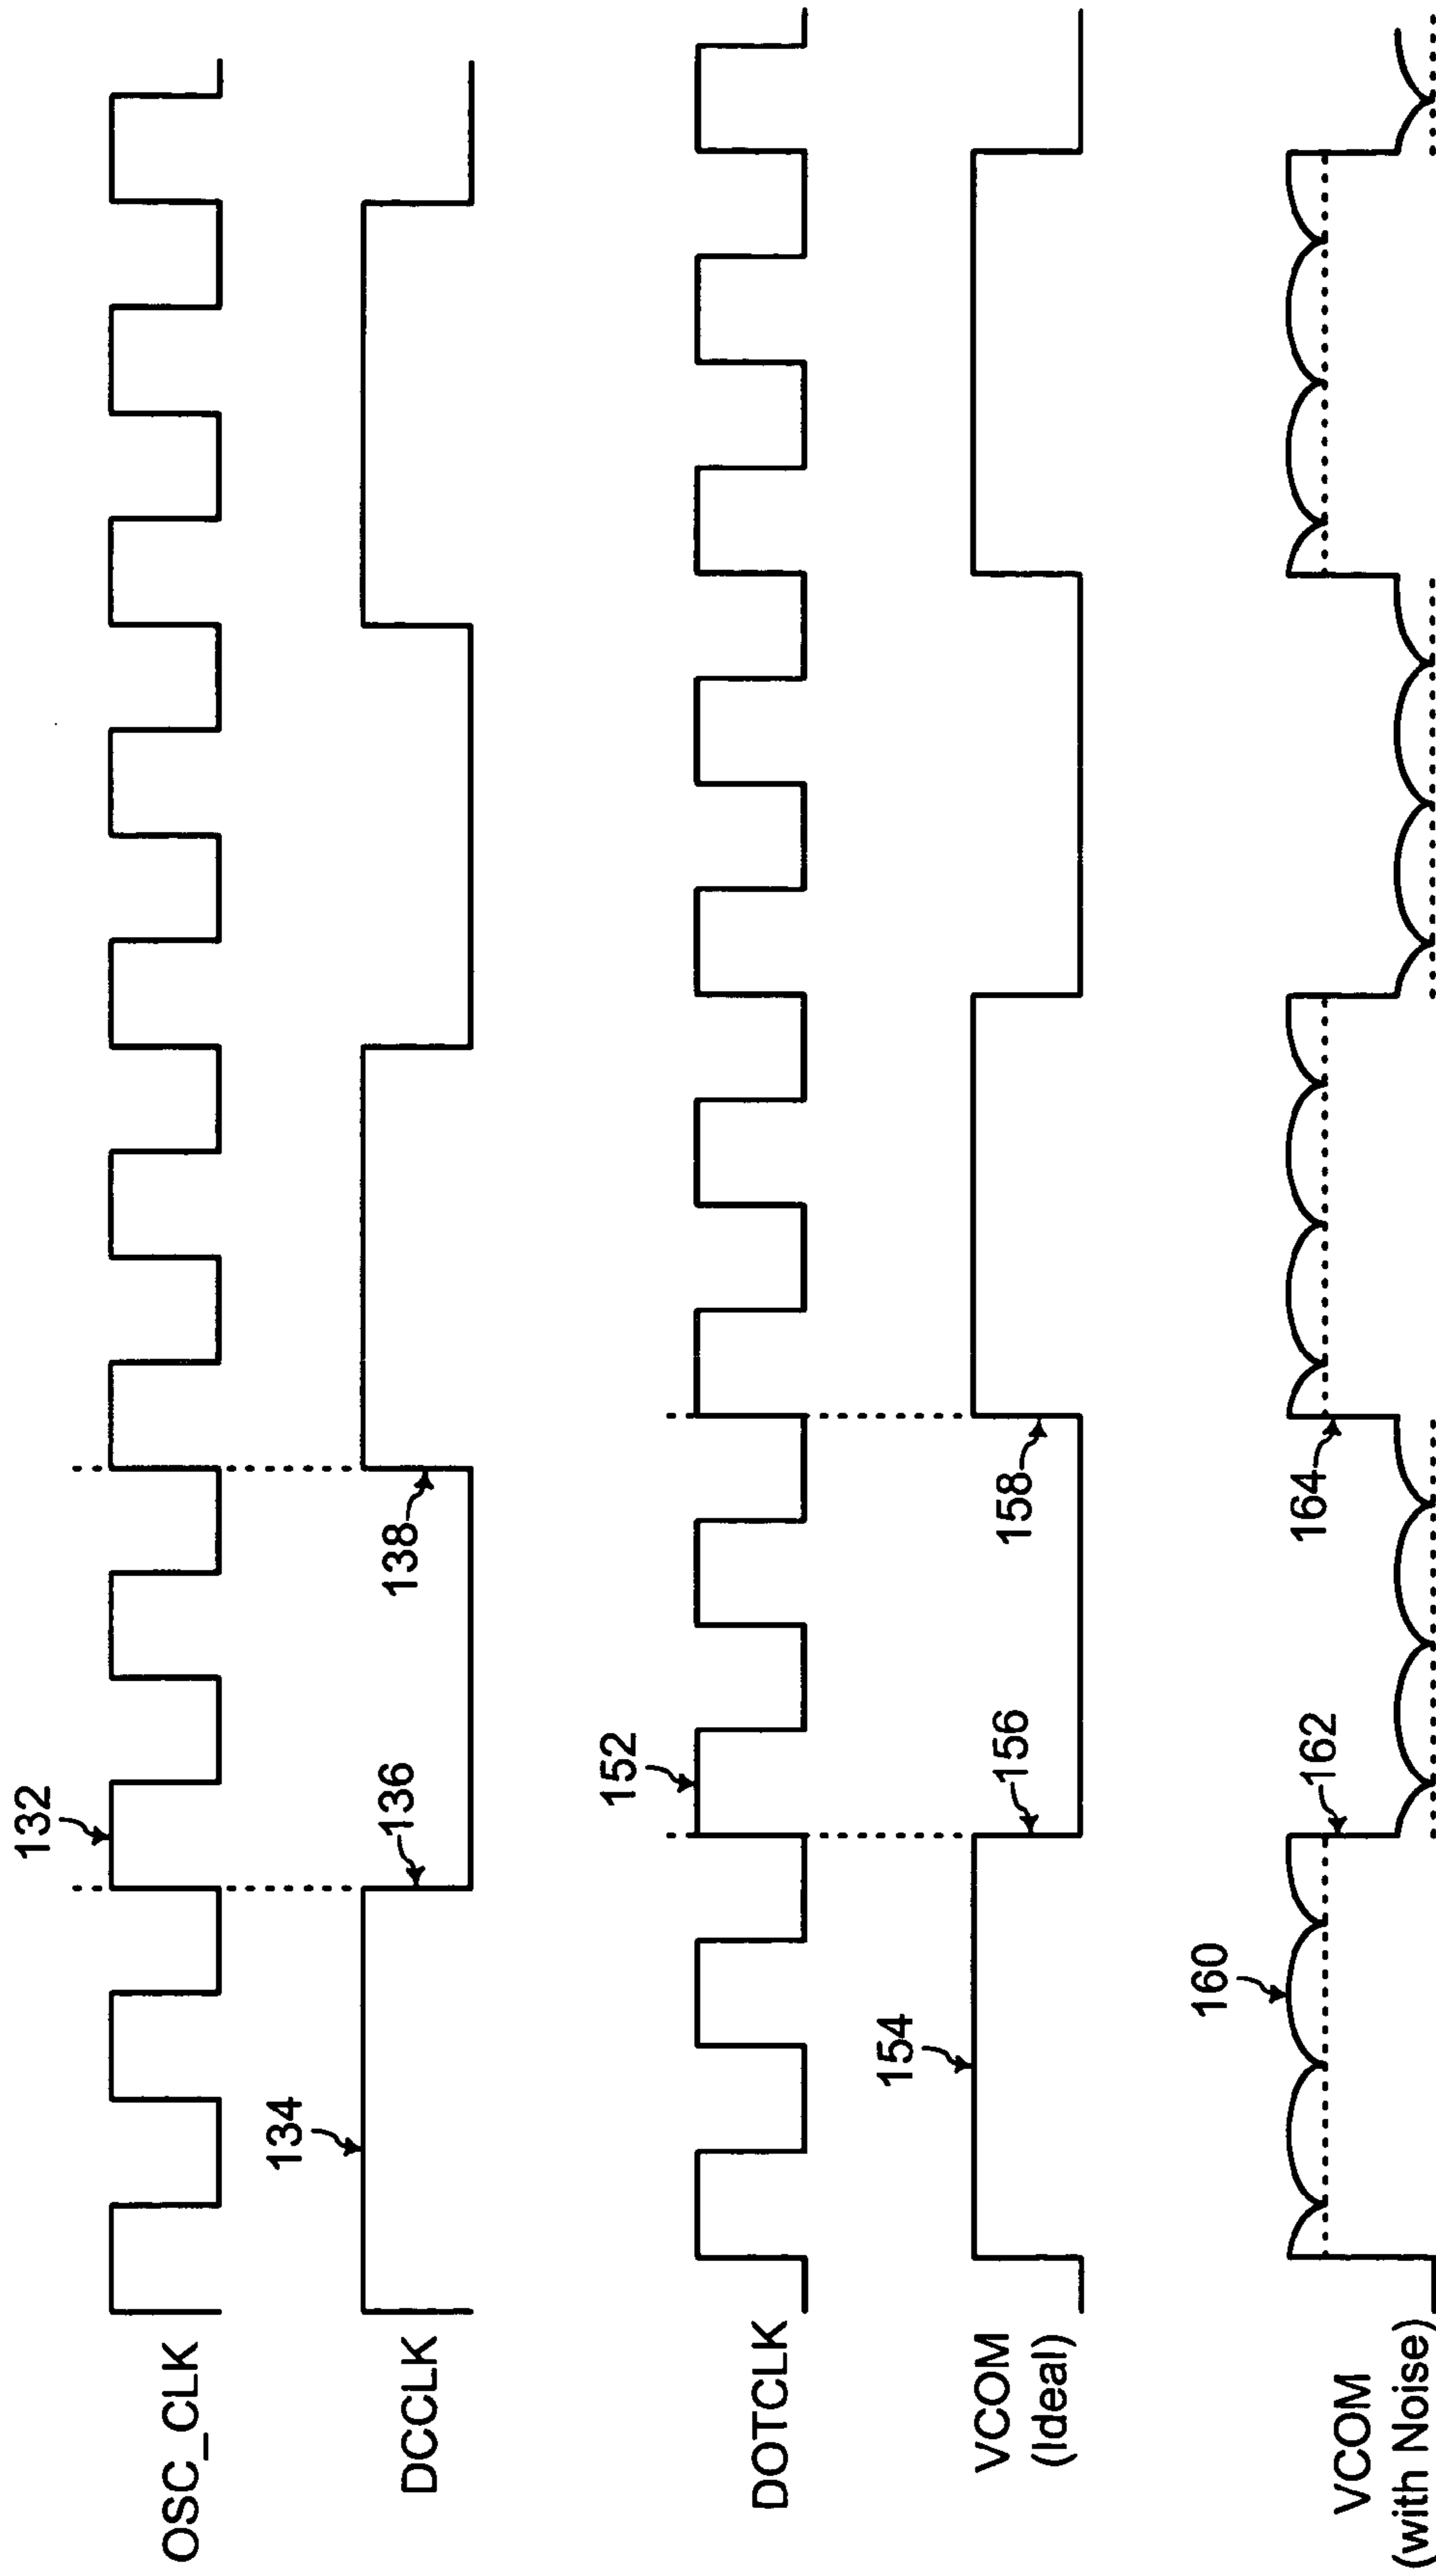 132
OSC_CLK
134
136
138
DCCLK
152
DOTCLK
154
156
158
VCOM
(Ideal)
160
162
164
VCOM
(with Noise)